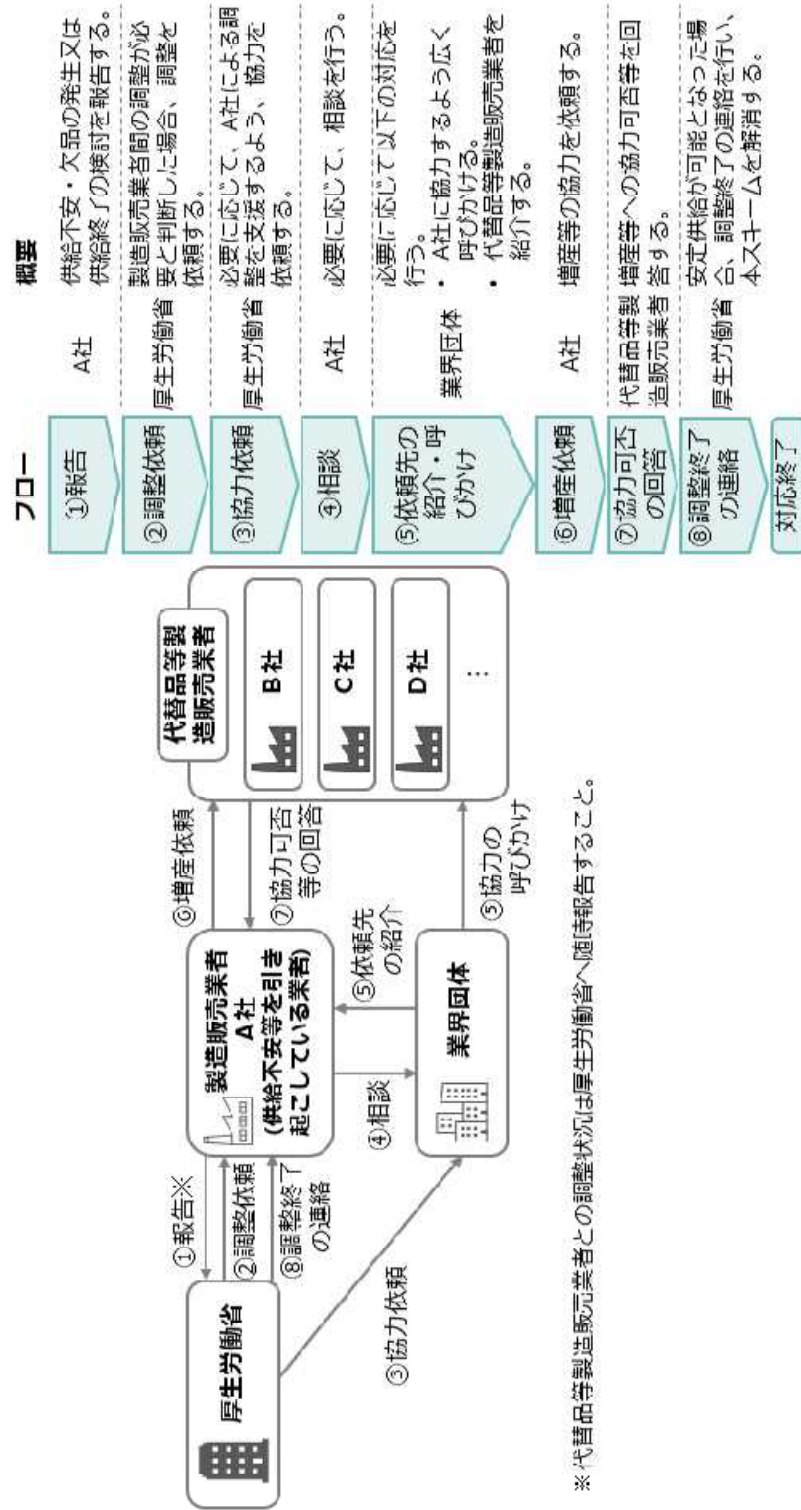 厚生労働省
①報告※
②調整依頼
⑧調整終了
の連絡
③協力依頼
製造販売業者
A社
(供給不安等を引き
起こしている業者)
④相談
⑤依頼先
の紹介
業界団体
⑥増産依頼
⑦協力可否
等の回答
⑤協力の
呼びかけ
代替品等製
造販売業者
B社
C社
D社
…
※代替品等製造販売業者との調整状況は厚生労働省へ随時報告すること。
フロー
概要
①報告
A社
供給不安・欠品の発生又は
供給終了の検討を報告する。
②調整依頼
厚生労働省
製造販売業者間の調整が必
要と判断した場合、調整を
依頼する。
③協力依頼
厚生労働省
必要に応じて、A社による調
整を支援するよう、協力を
依頼する。
④相談
A社
必要に応じて、相談を行う。
⑤依頼先の
紹介・呼
びかけ
業界団体
必要に応じて以下の対応を
行う。
• A社に協力するよう広く
呼びかける。
• 代替品等製造販売業者を
紹介する。
⑥増産依頼
A社
増産等の協力を依頼する。
⑦協力可否
の回答
代替品等製
造販売業者
増産等への協力可否等を回
答する。
⑧調整終了
の連絡
厚生労働省
安定供給が可能となった場
合、調整終了の連絡を行い、
本スキームを解消する。
対応終了